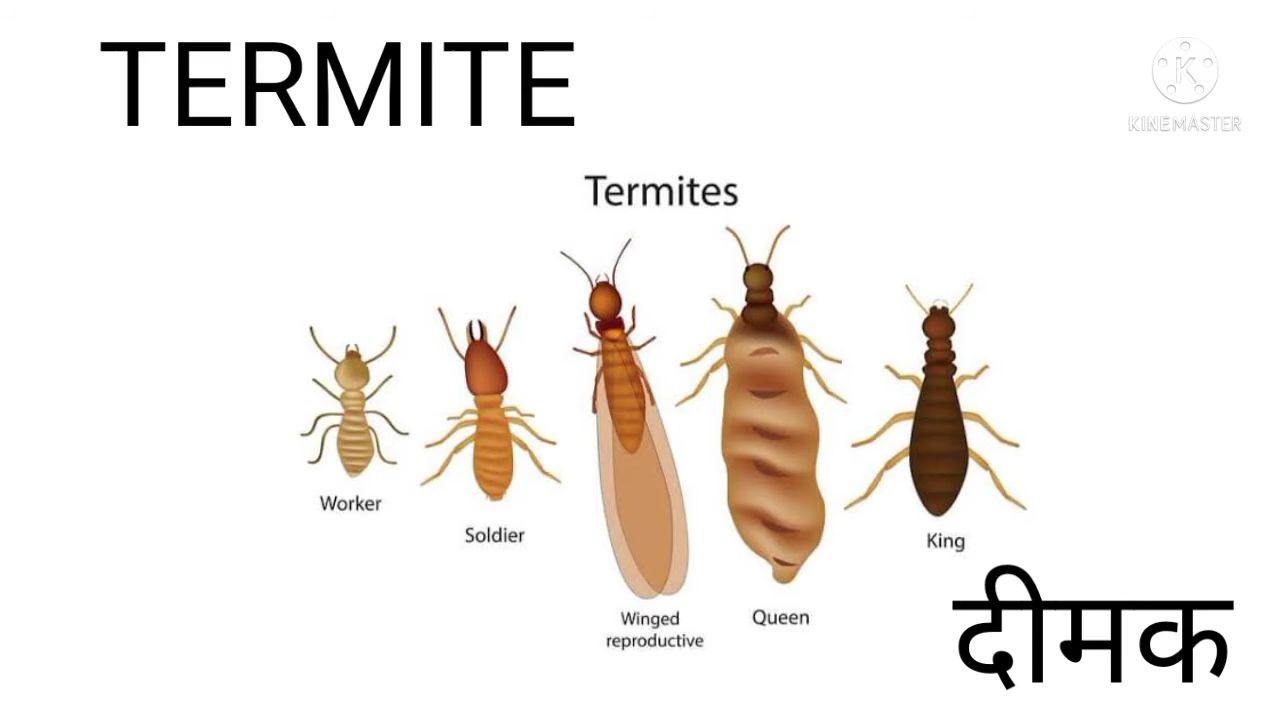 TERMITE
KINEMASTER
Termites
Worker
Soldier
Winged
reproductive
Queen
King
दीमक